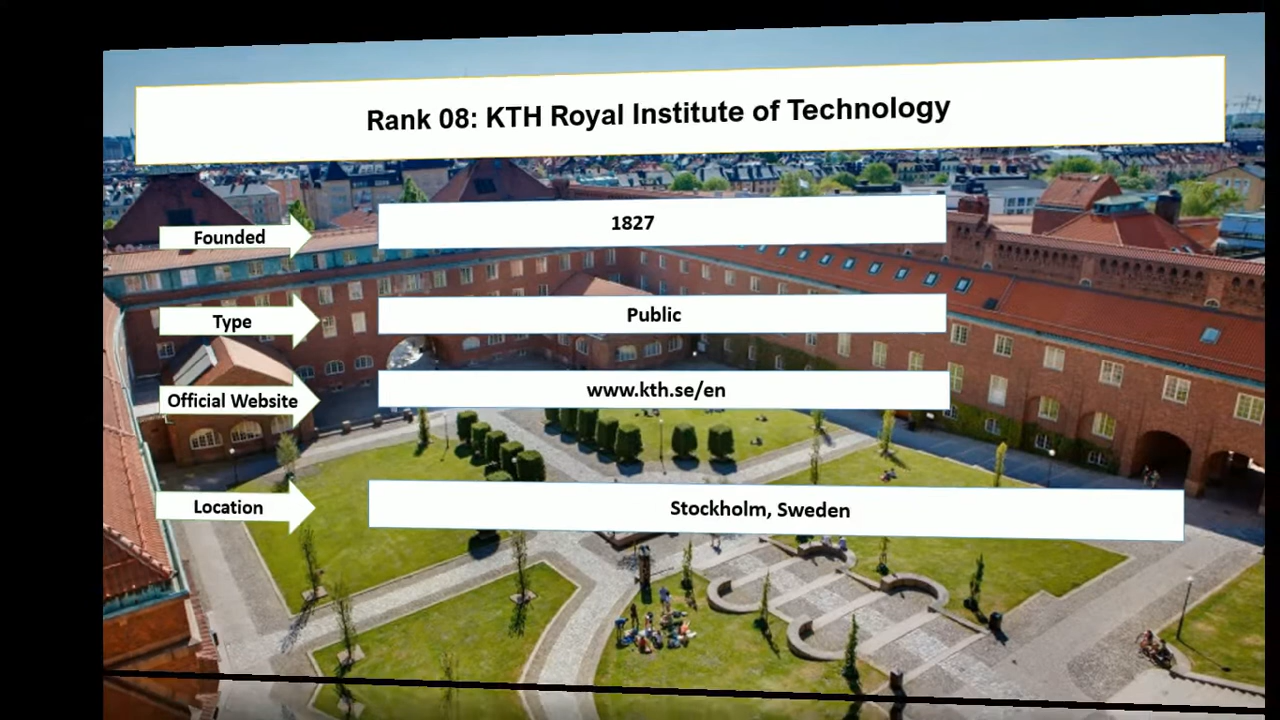 Rank 08: KTH Royal Institute of Technology
Founded
1827
Type
Public
Official Website
www.kth.se/en
Location
Stockholm, Sweden